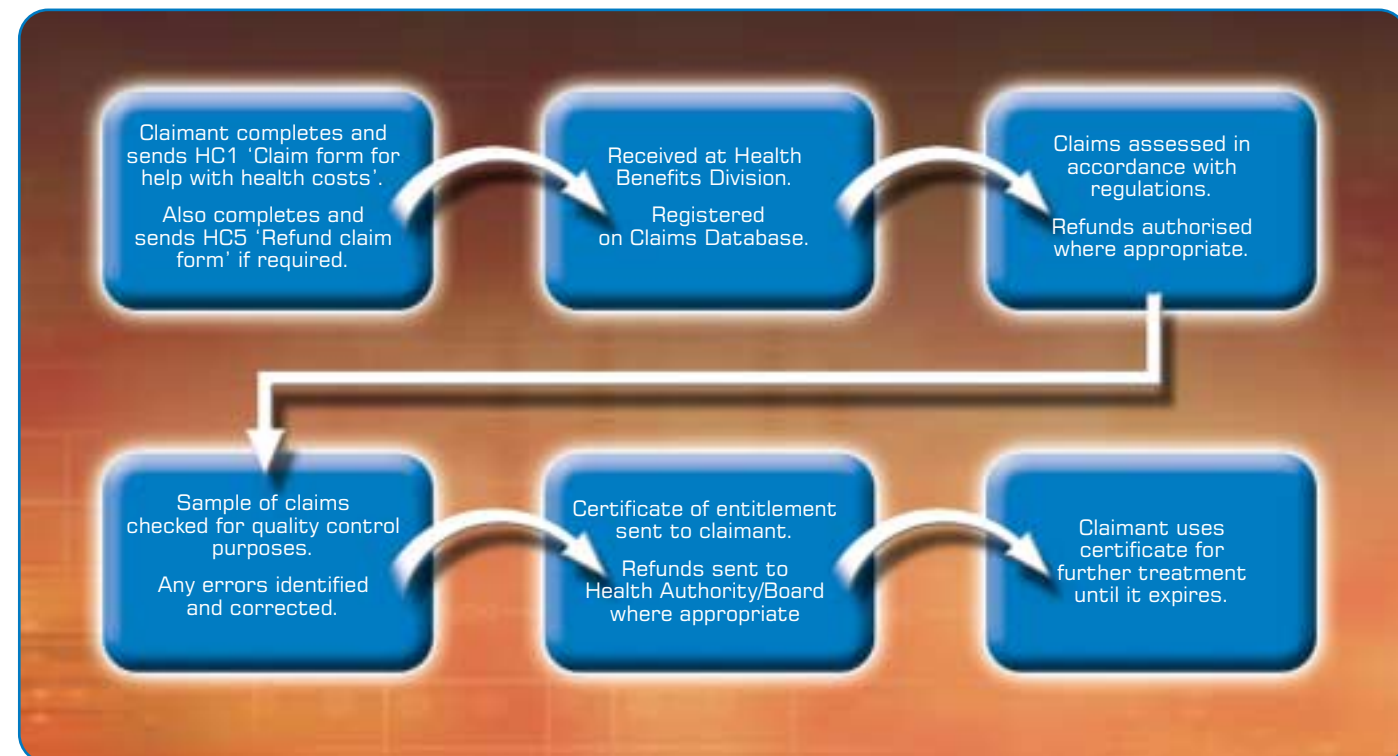 Claimant completes and
sends HC1 ‘Claim form for
help with health costs’.
Also completes and
sends HC5 ‘Refund claim
form’ if required.
Received at Health
Benefits Division.
Registered
on Claims Database.
Claims assessed in
accordance with
regulations.
Refunds authorised
where appropriate.
Sample of claims
checked for quality control
purposes.
Any errors identified
and corrected.
Certificate of entitlement
sent to claimant.
Refunds sent to
Health Authority/Board
where appropriate
Claimant uses
certificate for
further treatment
until it expires.